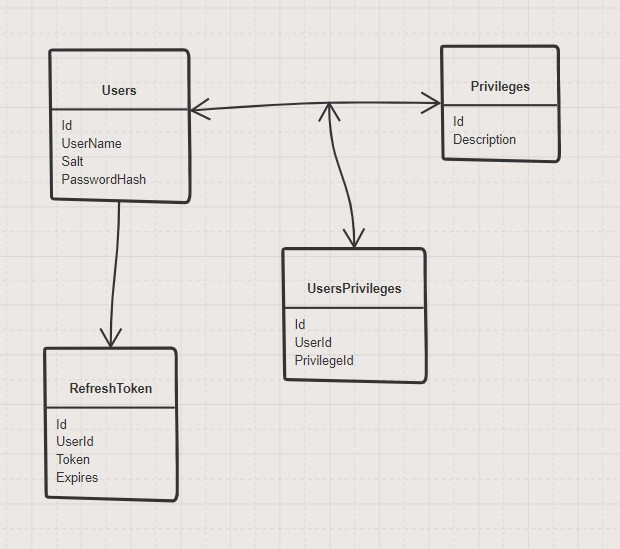 Users
Id
UserName
Salt
PasswordHash
Privileges
Id
Description
UsersPrivileges
Id
UserId
PrivilegeId
RefreshToken
Id
UserId
Token
Expires